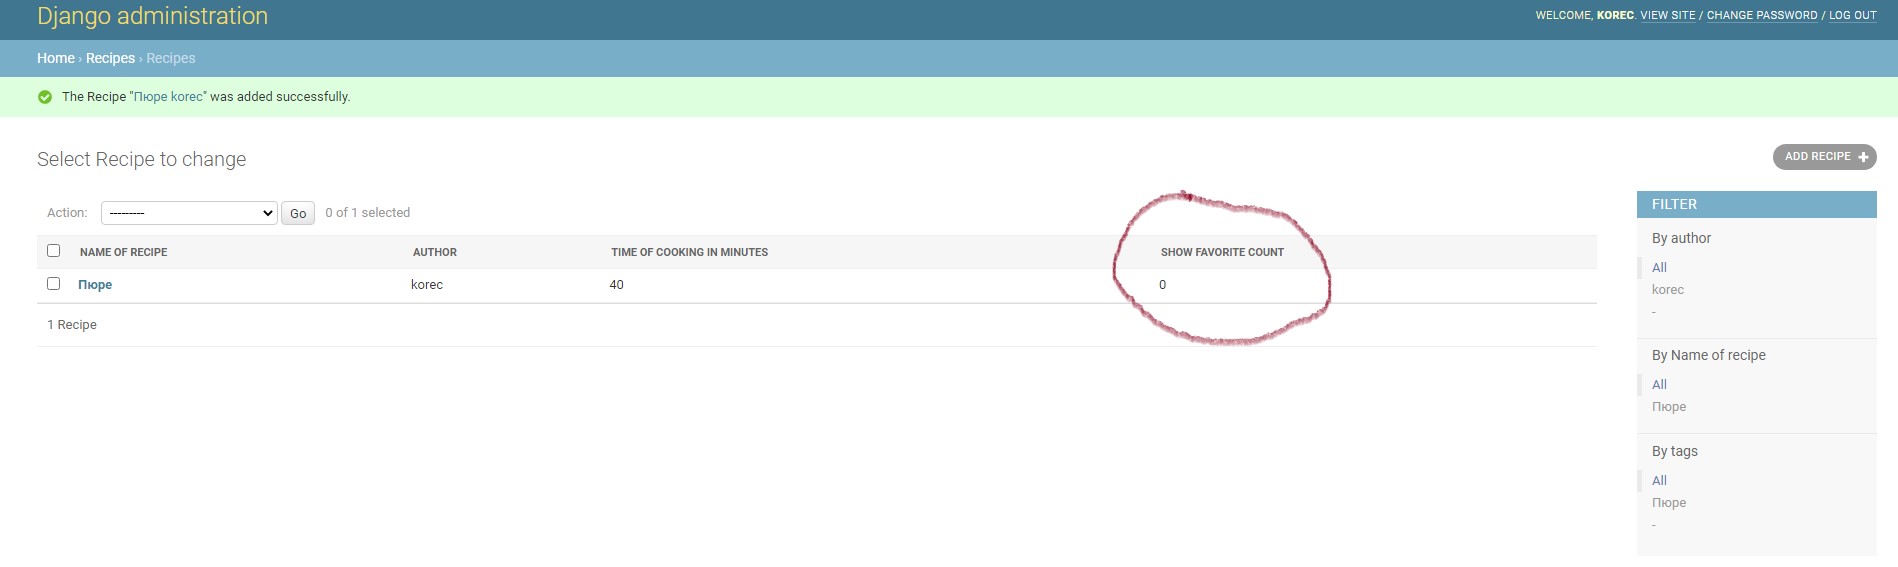 Django administration
WELCOME, KOREC. VIEW SITE / CHANGE PASSWORD / LOG OUT
Home › Recipes › Recipes
The Recipe "Пюре korec" was added successfully.
Select Recipe to change
ADD RECIPE +
Action: --------- Go 0 of 1 selected
NAME OF RECIPE AUTHOR TIME OF COOKING IN MINUTES SHOW FAVORITE COUNT
Пюре korec 40 0
1 Recipe
FILTER
By author
All
korec
-
By Name of recipe
All
Пюре
By tags
All
Пюре
-